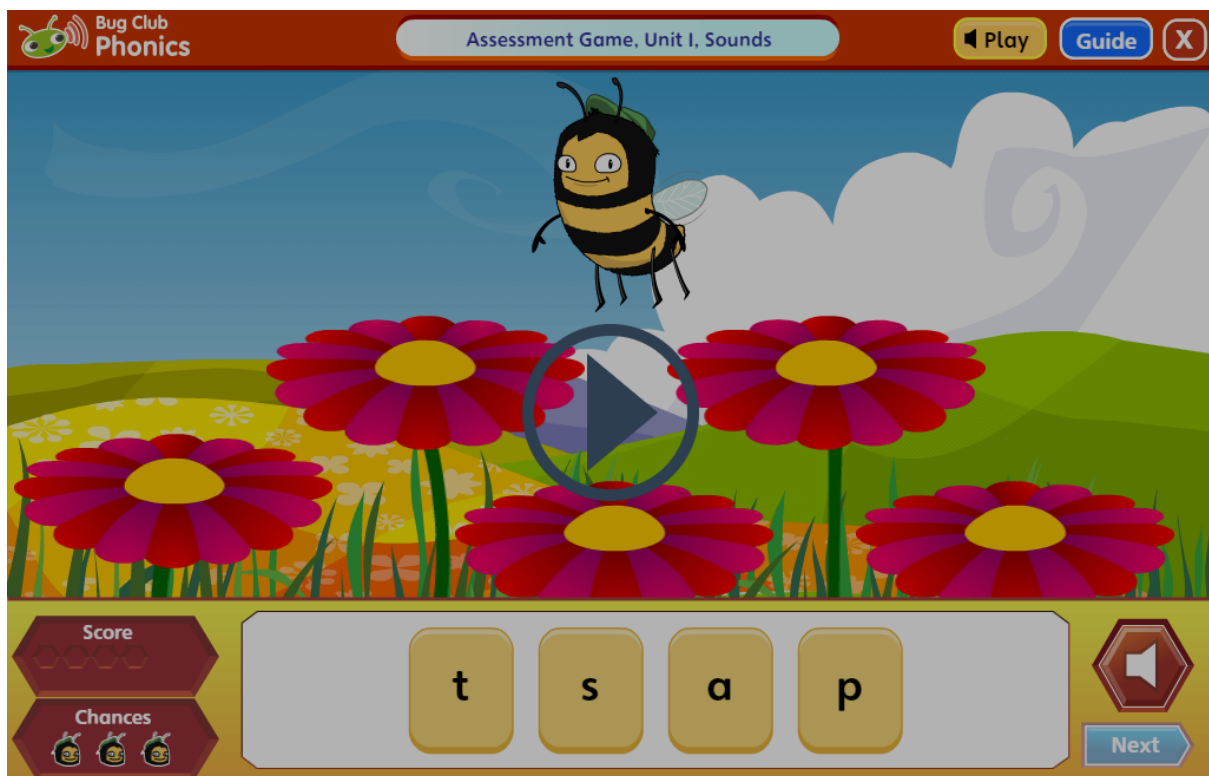 Bug Club
Phonics
Assessment Game, Unit 1, Sounds
Play
Guide
X
Score
Chances
t
s
a
p
Next